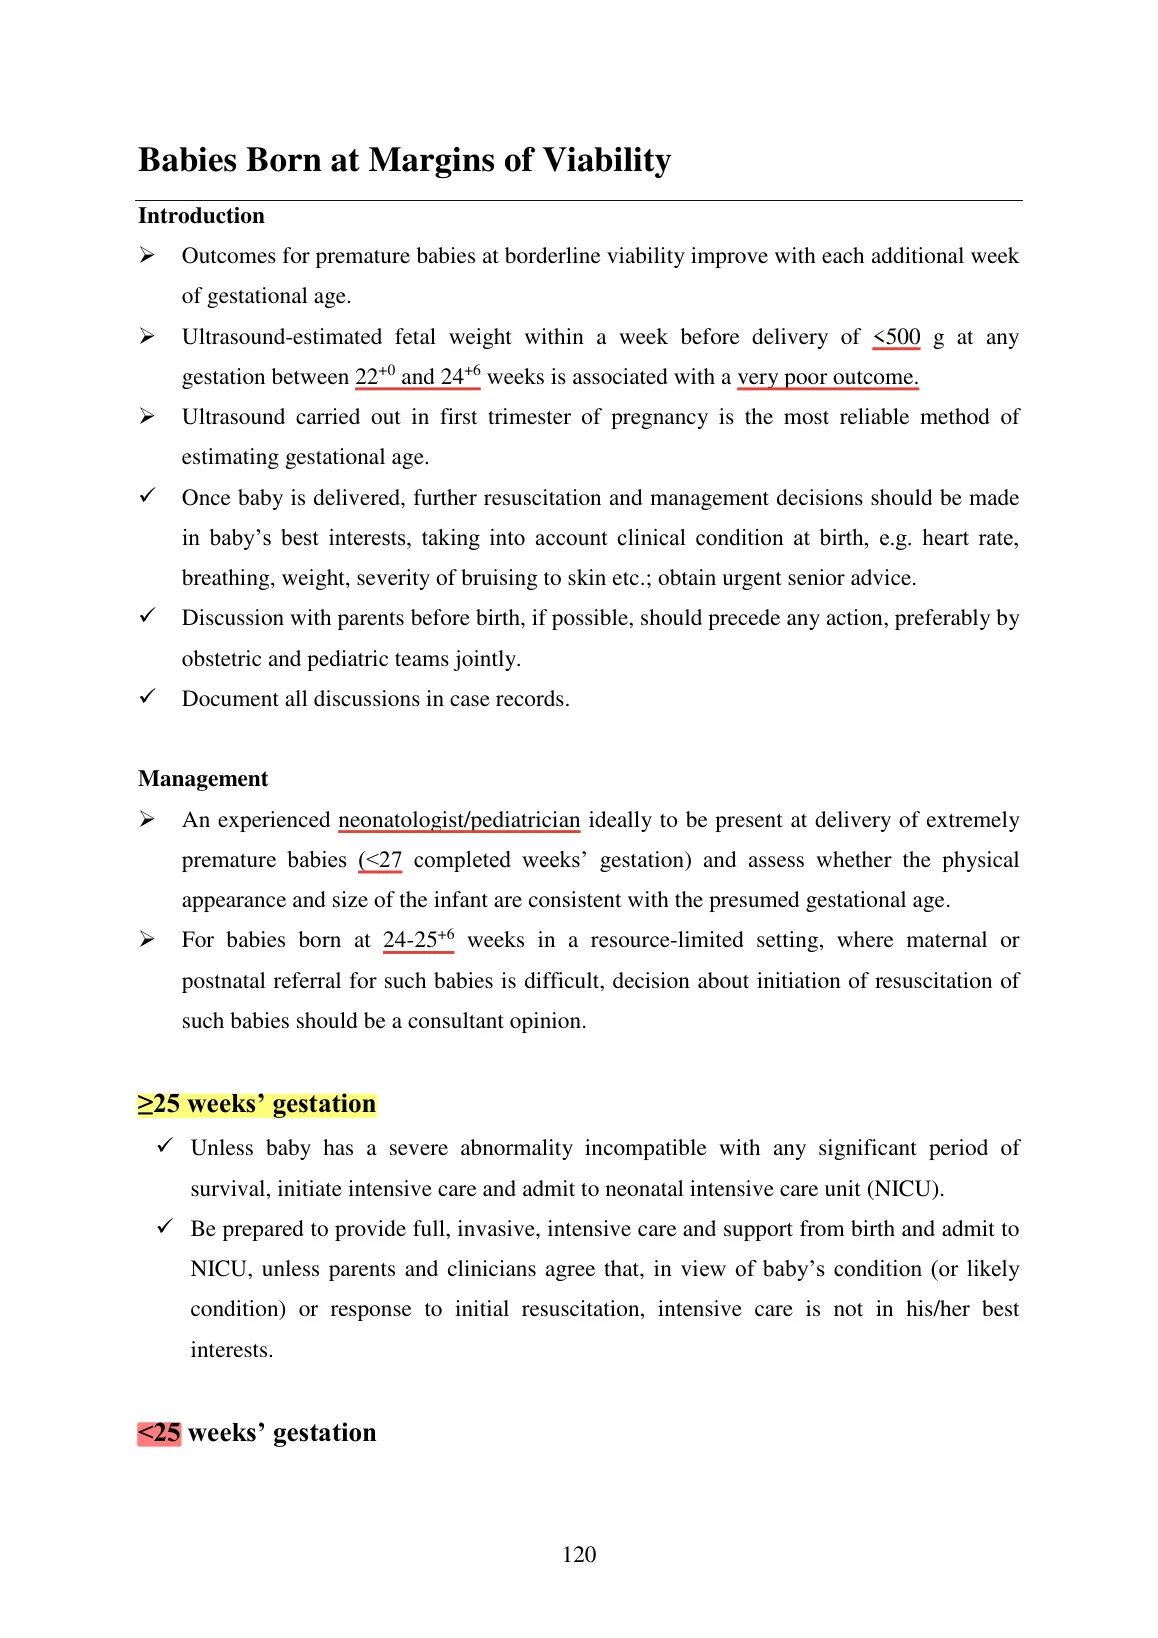 Babies Born at Margins of Viability
Introduction
➢ Outcomes for premature babies at borderline viability improve with each additional week
of gestational age.
➢ Ultrasound-estimated fetal weight within a week before delivery of <500 g at any
gestation between 22+0 and 24+6 weeks is associated with a very poor outcome.
➢ Ultrasound carried out in first trimester of pregnancy is the most reliable method of
estimating gestational age.
✓ Once baby is delivered, further resuscitation and management decisions should be made
in baby’s best interests, taking into account clinical condition at birth, e.g. heart rate,
breathing, weight, severity of bruising to skin etc.; obtain urgent senior advice.
✓ Discussion with parents before birth, if possible, should precede any action, preferably by
obstetric and pediatric teams jointly.
✓ Document all discussions in case records.
Management
➢ An experienced neonatologist/pediatrician ideally to be present at delivery of extremely
premature babies (<27 completed weeks’ gestation) and assess whether the physical
appearance and size of the infant are consistent with the presumed gestational age.
➢ For babies born at 24-25+6 weeks in a resource-limited setting, where maternal or
postnatal referral for such babies is difficult, decision about initiation of resuscitation of
such babies should be a consultant opinion.
≥25 weeks’ gestation
✓ Unless baby has a severe abnormality incompatible with any significant period of
survival, initiate intensive care and admit to neonatal intensive care unit (NICU).
✓ Be prepared to provide full, invasive, intensive care and support from birth and admit to
NICU, unless parents and clinicians agree that, in view of baby’s condition (or likely
condition) or response to initial resuscitation, intensive care is not in his/her best
interests.
<25 weeks’ gestation
120